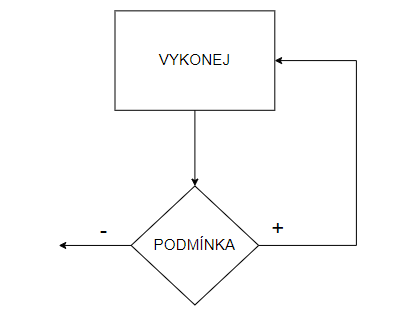 VYKONEJ
- PODMÍNKA +